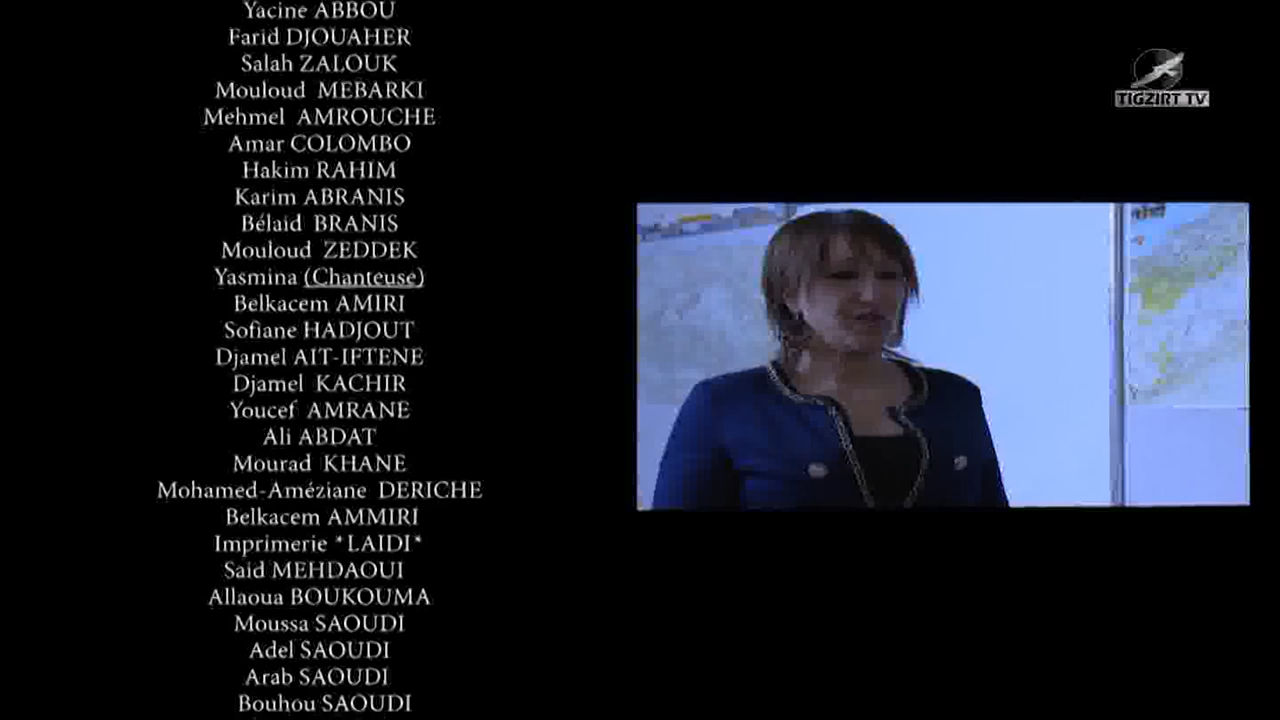 Yacine ABBOU
Farid DJOUAHER
Salah ZALOUK
Mouloud MEBARKI
Mehmel AMROUCHE
Amar COLOMBO
Hakim RAHIM
Karim ABRANIS
Bélaid BRANIS
Mouloud ZEDDEK
Yasmina (Chanteuse)
Belkacem AMIRI
Sofiane HADJOUT
Djamel AIT-IFTENE
Djamel KACHIR
Youcef AMRANE
Ali ABDAT
Mourad KHANE
Mohamed-Améziane DERICHE
Belkacem AMMIRI
Imprimerie *LAIDI*
Said MEHDAOUI
Allaoua BOUKOUMA
Moussa SAOUDI
Adel SAOUDI
Arab SAOUDI
Bouhou SAOUDI
TIGZIRT TV